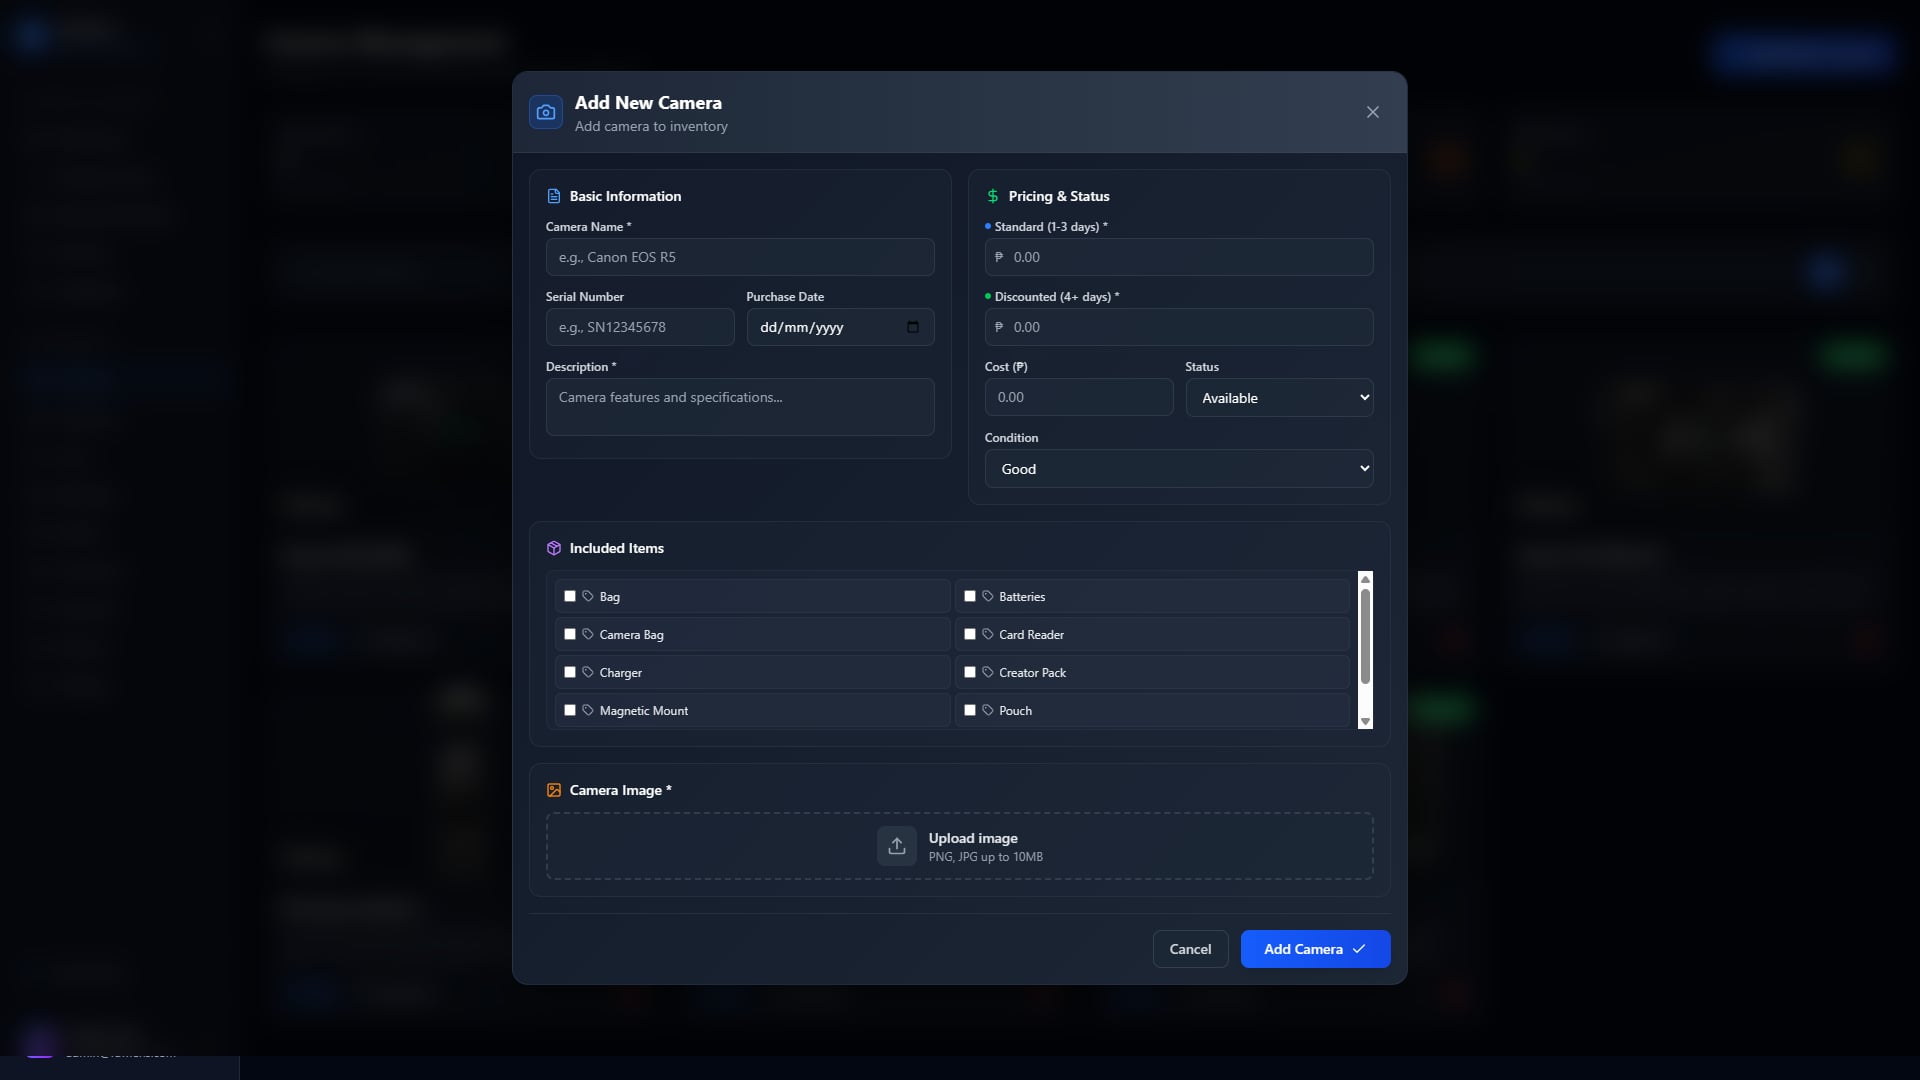 Add New Camera
Add camera to inventory
Basic Information
Camera Name *
e.g., Canon EOS R5
Serial Number
Purchase Date
e.g., SN12345678
dd/mm/yyyy
Description *
Camera features and specifications...
Pricing & Status
Standard (1-3 days) *
₱ 0.00
Discounted (4+ days) *
₱ 0.00
Cost (₱)
Status
0.00
Available
Condition
Good
Included Items
Bag
Batteries
Camera Bag
Card Reader
Charger
Creator Pack
Magnetic Mount
Pouch
Camera Image *
Upload image
PNG, JPG up to 10MB
Cancel
Add Camera